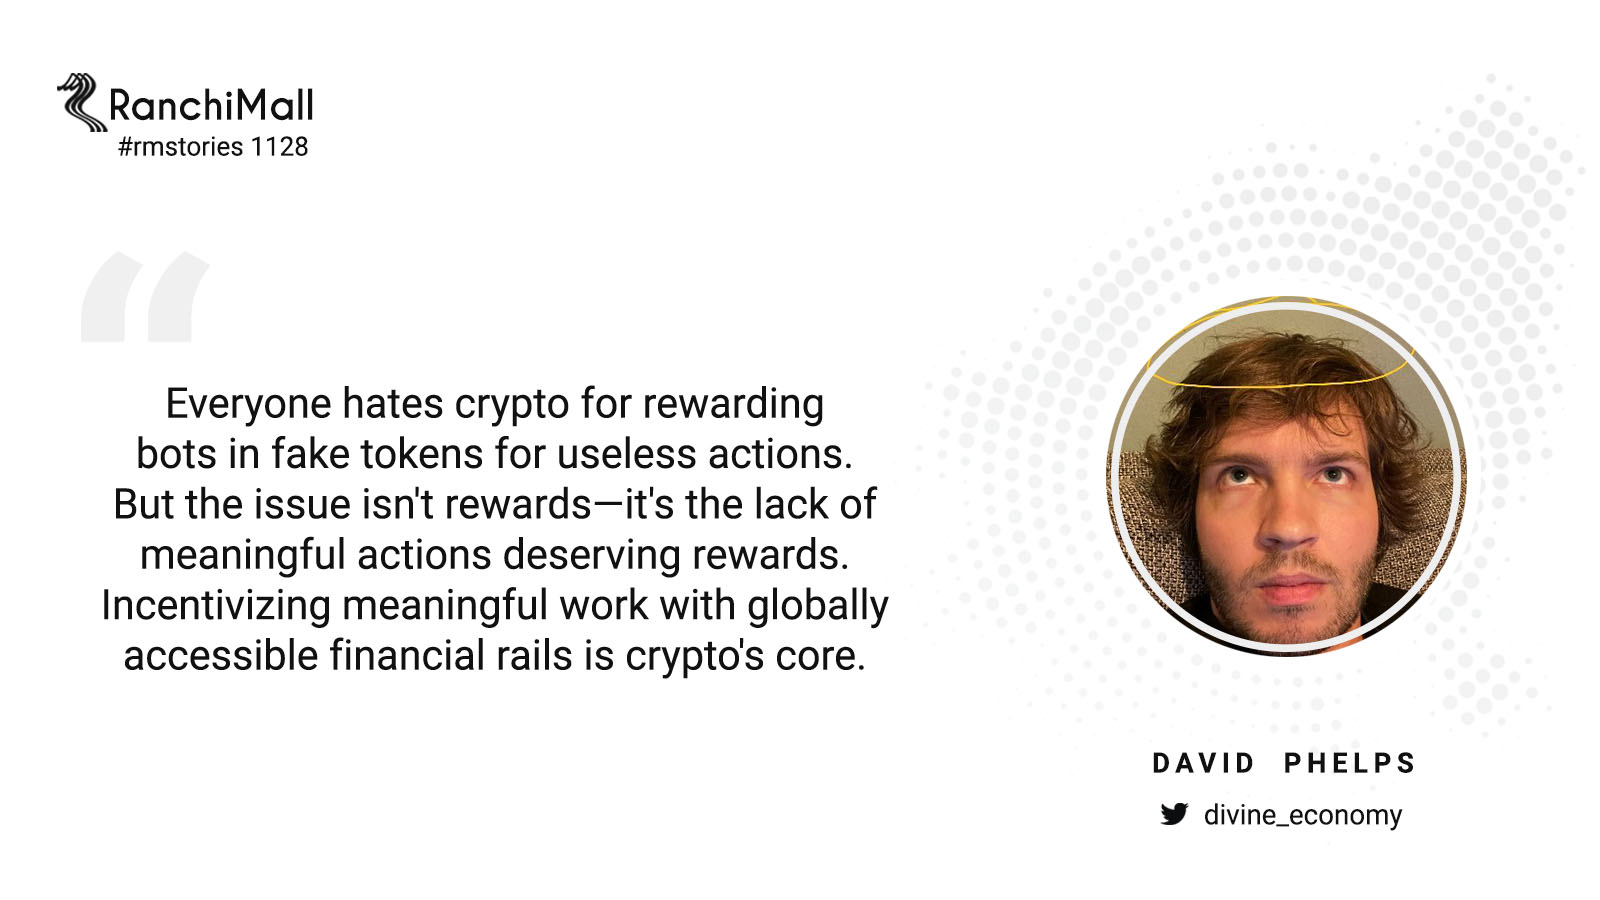 RanchiMall
#rmstories 1128
“
Everyone hates crypto for rewarding
bots in fake tokens for useless actions.
But the issue isn't rewards—it's the lack of
meaningful actions deserving rewards.
Incentivizing meaningful work with globally
accessible financial rails is crypto's core.
DAVID PHELPS
divine_economy